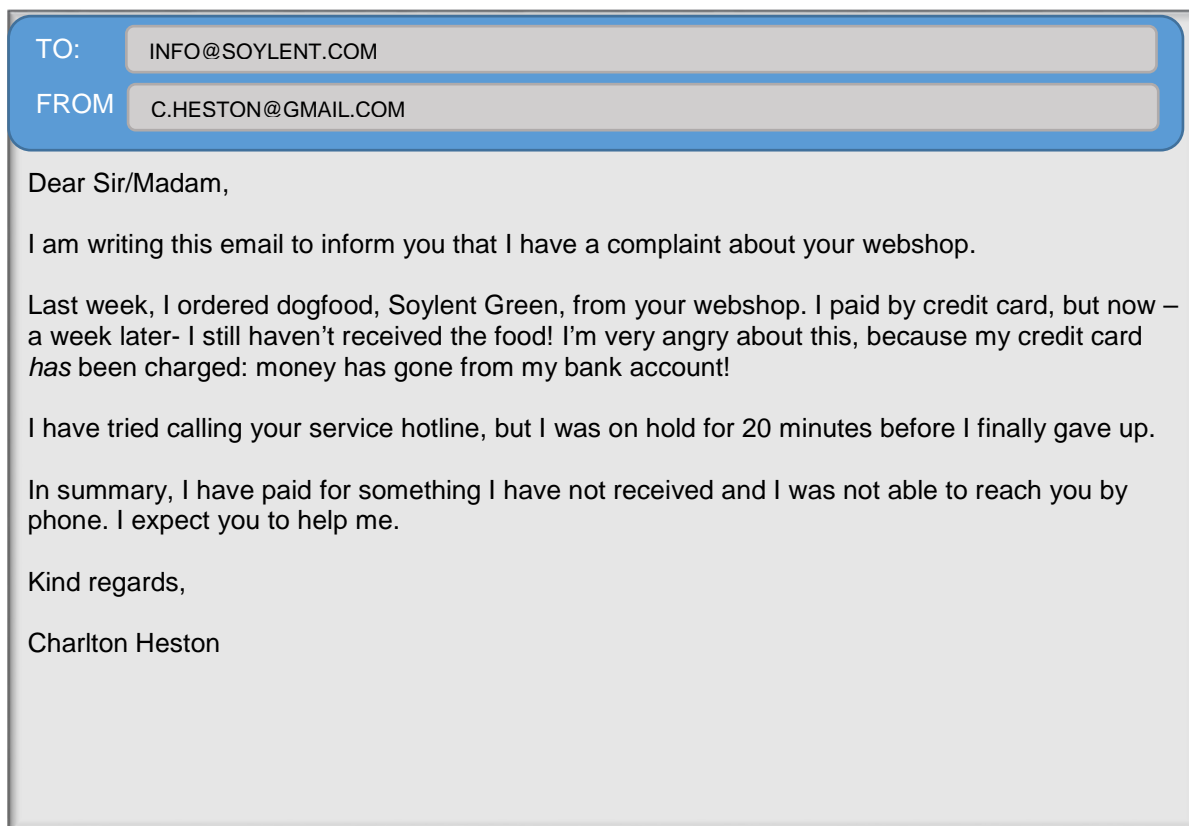 TO: INFO@SOYLENT.COM
FROM C.HESTON@GMAIL.COM
Dear Sir/Madam,
I am writing this email to inform you that I have a complaint about your webshop.
Last week, I ordered dogfood, Soylent Green, from your webshop. I paid by credit card, but now –
a week later- I still haven’t received the food! I’m very angry about this, because my credit card
has been charged: money has gone from my bank account!
I have tried calling your service hotline, but I was on hold for 20 minutes before I finally gave up.
In summary, I have paid for something I have not received and I was not able to reach you by
phone. I expect you to help me.
Kind regards,
Charlton Heston